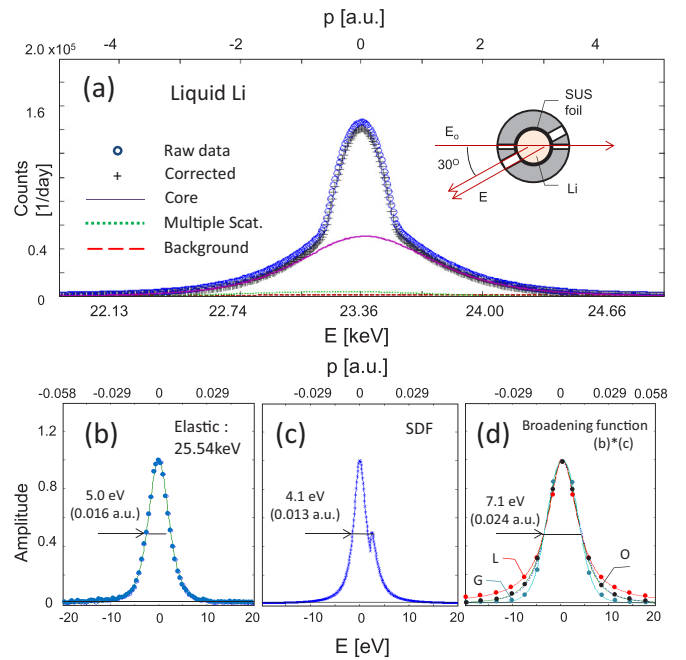 p [a.u.]
-4 -2 0 2 4
2.0 x10⁵
(a)
Liquid Li
1.6
SUS
foil
E₀
30°
E
Li
Raw data
Corrected
Core
Multiple Scat.
Background
Counts
[1/day]
0.4
0
22.13 22.74 23.36 24.00 24.66
E [keV]
p [a.u.]
-0.058 -0.029 0 0.029
-0.029 0 0.029
-0.029 0 0.029 0.058
1.2
0.8
0.4
0
Amplitude
(b)
Elastic :
25.54keV
5.0 eV
(0.016 a.u.)
(c)
SDF
4.1 eV
(0.013 a.u.)
(d)
Broadening function
(b)*(c)
7.1 eV
(0.024 a.u.)
L
O
G
-20 -10 0 10 20
-10 0 10 20
-10 0 10 20
E [eV]